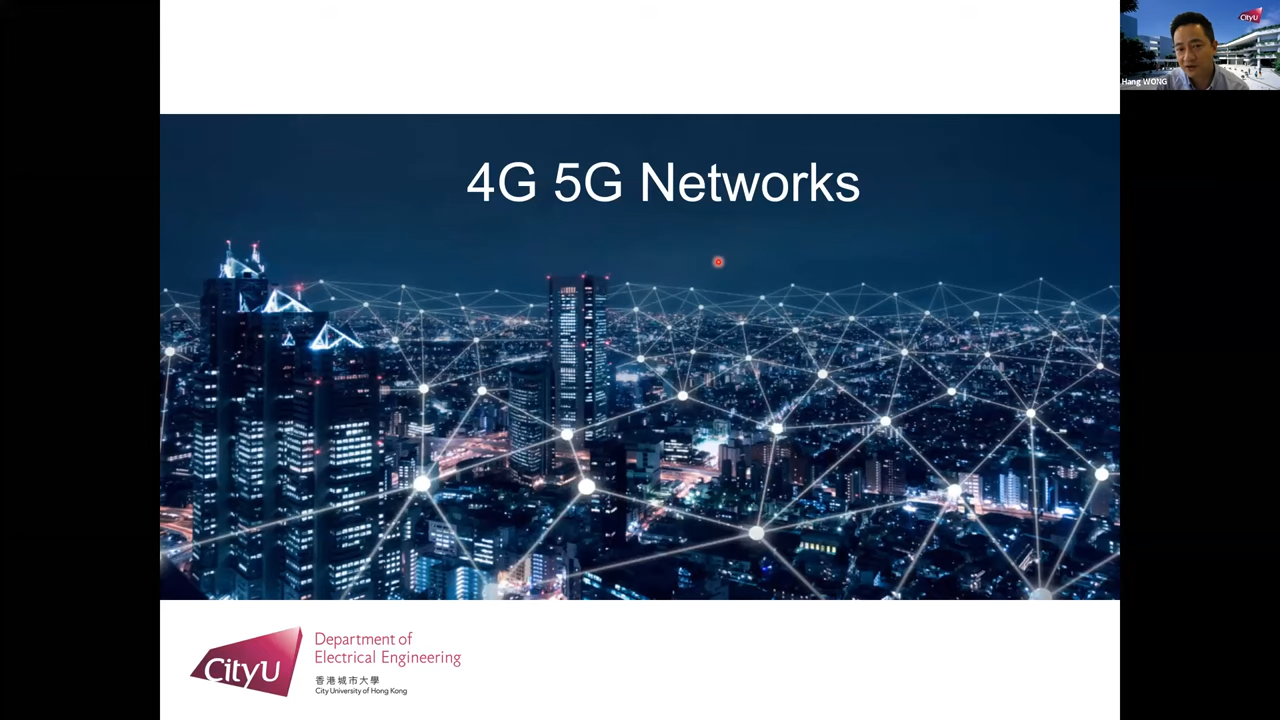 4G 5G Networks
CityU
Hang WONG
CityU
Department of
Electrical Engineering
香港城市大學
City University of Hong Kong